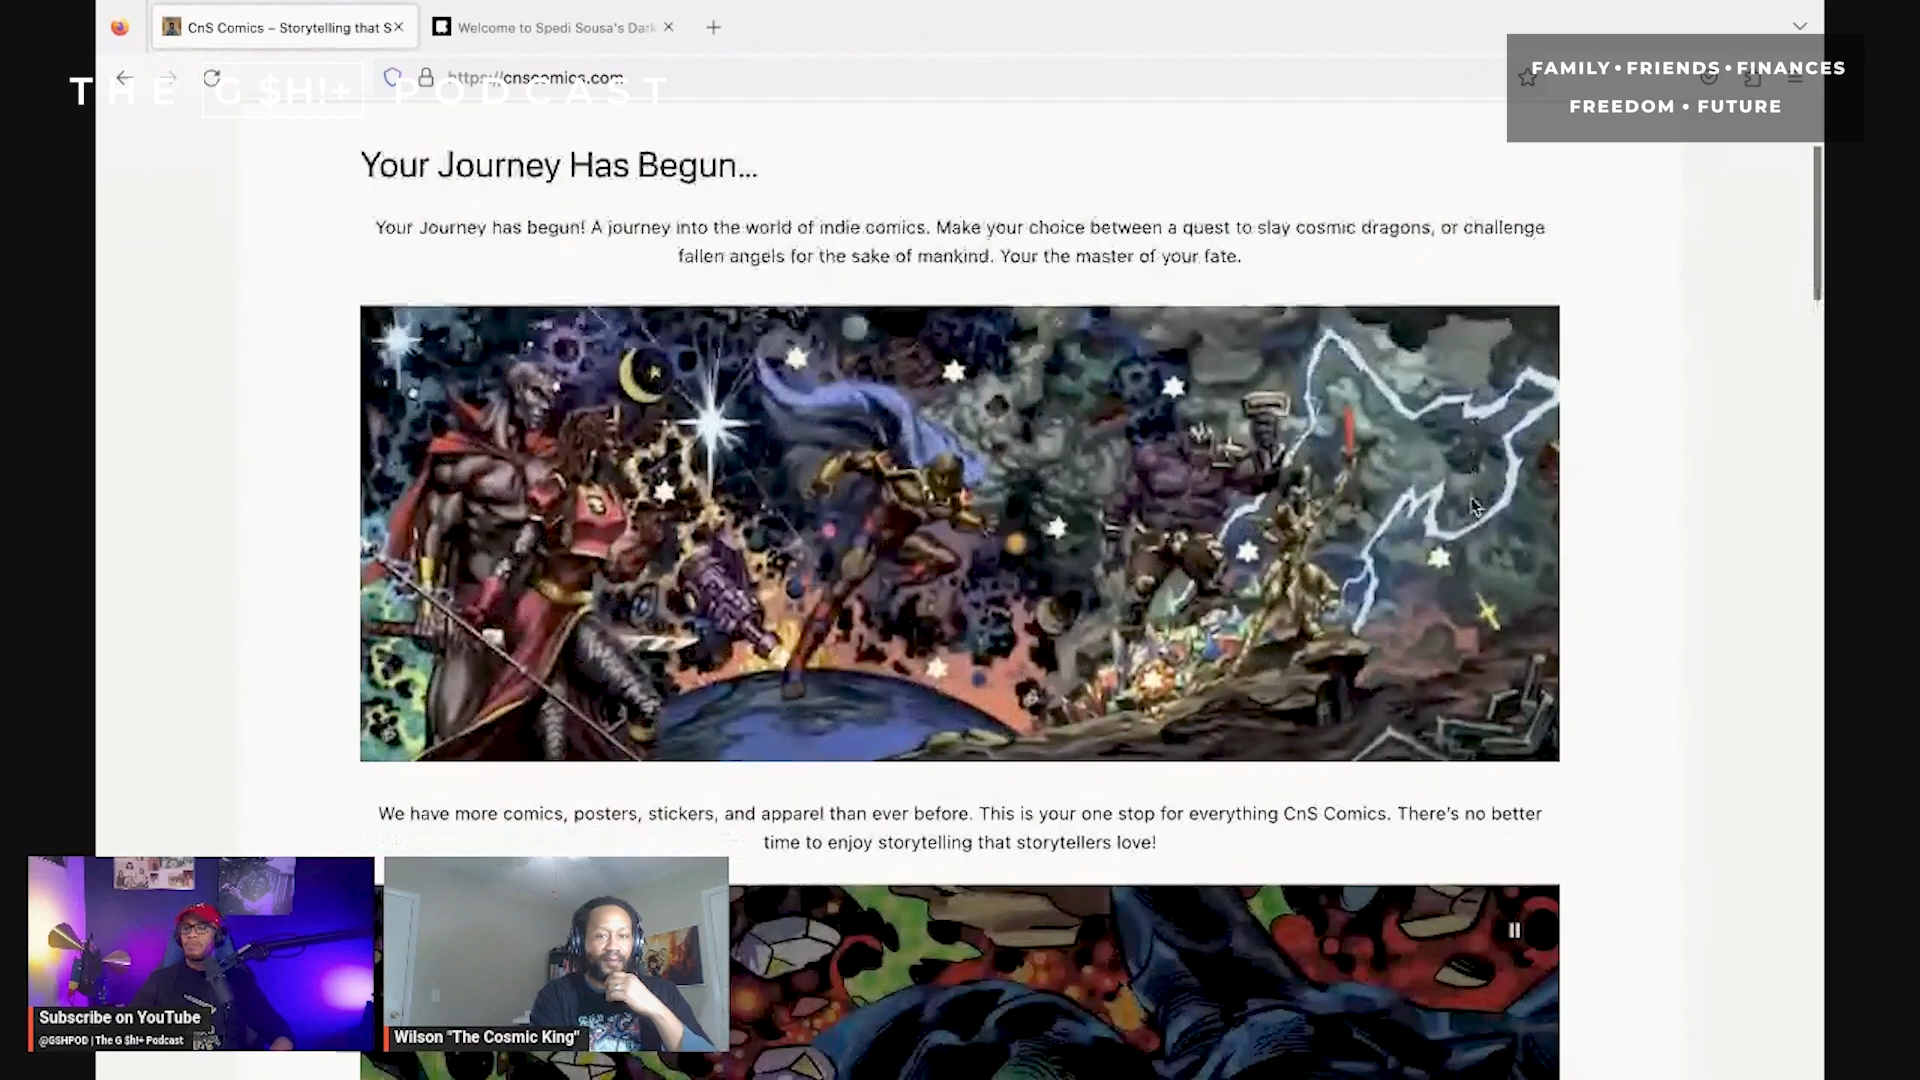 CnS Comics – Storytelling that S
Welcome to Spedi Sousa's Dark
https://cnscomics.com
THE G $H!+ PODCAST
FAMILY • FRIENDS • FINANCES
FREEDOM • FUTURE
Your Journey Has Begun...
Your Journey has begun! A journey into the world of indie comics. Make your choice between a quest to slay cosmic dragons, or challenge
fallen angels for the sake of mankind. Your the master of your fate.
We have more comics, posters, stickers, and apparel than ever before. This is your one stop for everything CnS Comics. There's no better
time to enjoy storytelling that storytellers love!
Subscribe on YouTube
@GSHPOD | The G $h!+ Podcast
Wilson "The Cosmic King"